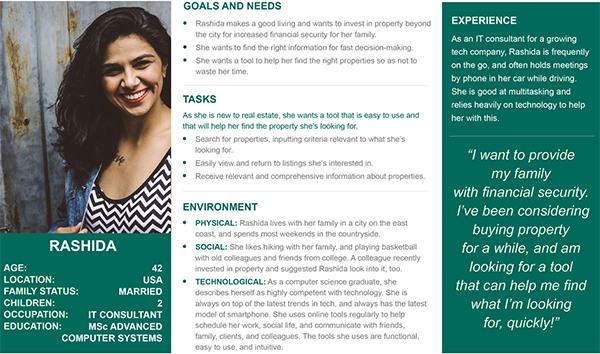 RASHIDA
AGE: 42
LOCATION: USA
FAMILY STATUS: MARRIED
CHILDREN: 2
OCCUPATION: IT CONSULTANT
EDUCATION: MSc ADVANCED
COMPUTER SYSTEMS
GOALS AND NEEDS
• Rashida makes a good living and wants to invest in property beyond
the city for increased financial security for her family.
• She wants to find the right information for fast decision-making.
• She wants a tool to help her find the right properties so as not to
waste her time.
TASKS
As she is new to real estate, she wants a tool that is easy to use and
that will help her find the property she's looking for.
• Search for properties, inputting criteria relevant to what she's
looking for.
• Easily view and return to listings she's interested in.
• Receive relevant and comprehensive information about properties.
ENVIRONMENT
• PHYSICAL: Rashida lives with her family in a city on the east
coast, and spends most weekends in the countryside.
• SOCIAL: She likes hiking with her family, and playing basketball
with old colleagues and friends from college. A colleague recently
invested in property and suggested Rashida look into it, too.
• TECHNOLOGICAL: As a computer science graduate, she
describes herself as highly competent with technology. She is
always on top of the latest trends in tech, and always has the latest
model of smartphone. She uses online tools regularly to help
schedule her work, social life, and communicate with friends,
family, clients, and colleagues. The tools she uses are functional,
easy to use, and intuitive.
EXPERIENCE
As an IT consultant for a growing
tech company, Rashida is frequently
on the go, and often holds meetings
by phone in her car while driving.
She is good at multitasking and
relies heavily on technology to help
her with this.
“I want to provide
my family
with financial security.
I've been considering
buying property
for a while, and am
looking for a tool
that can help me find
what I'm looking
for, quickly!”